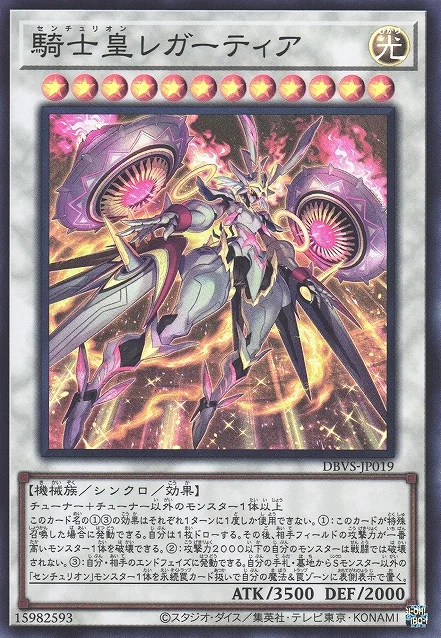 センチュリオン
騎士皇レガーティア
ひかり
光
DBVS-JP019
【機械族／シンクロ／効果】
チューナー＋チューナー以外のモンスター1体以上
このカード名の①③の効果はそれぞれ1ターンに1度しか使用できない。①：このカードが特殊
召喚した場合に発動できる。自分は1枚ドローする。その後、相手フィールドの攻撃力が一番
高いモンスター1体を破壊できる。②：攻撃力2000以下の自分のモンスターは戦闘では破壊
されない。③：自分・相手のエンドフェイズに発動できる。自分の手札・墓地からSモンスター以外の
「センチュリオン」モンスター1体を永続罠カード扱いで自分の魔法＆罠ゾーンに表側表示で置く。
ATK/3500 DEF/2000
15982593
©スタジオ・ダイス／集英社・テレビ東京・KONAMI